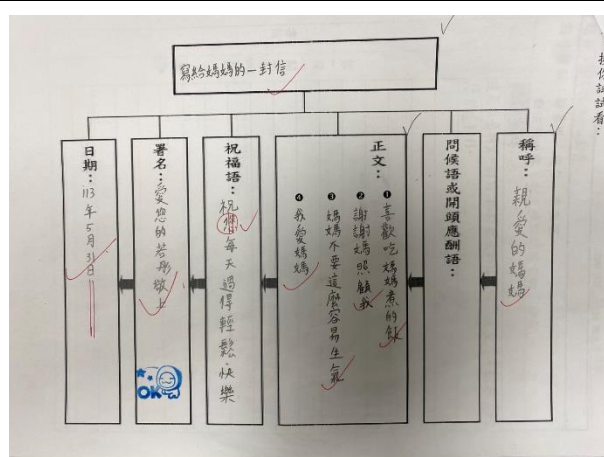 寫給媽媽的一封信
稱呼：親愛的媽媽
問候語或開頭應酬語：
正文：
❶喜歡吃媽媽煮的飯
❷謝謝媽照顧我
❸媽媽不要這麼容易生氣
❹我愛媽媽
祝福語：祝您每天過得輕鬆、快樂
署名：愛您的若彤敬上
日期：113年5月31日
OK